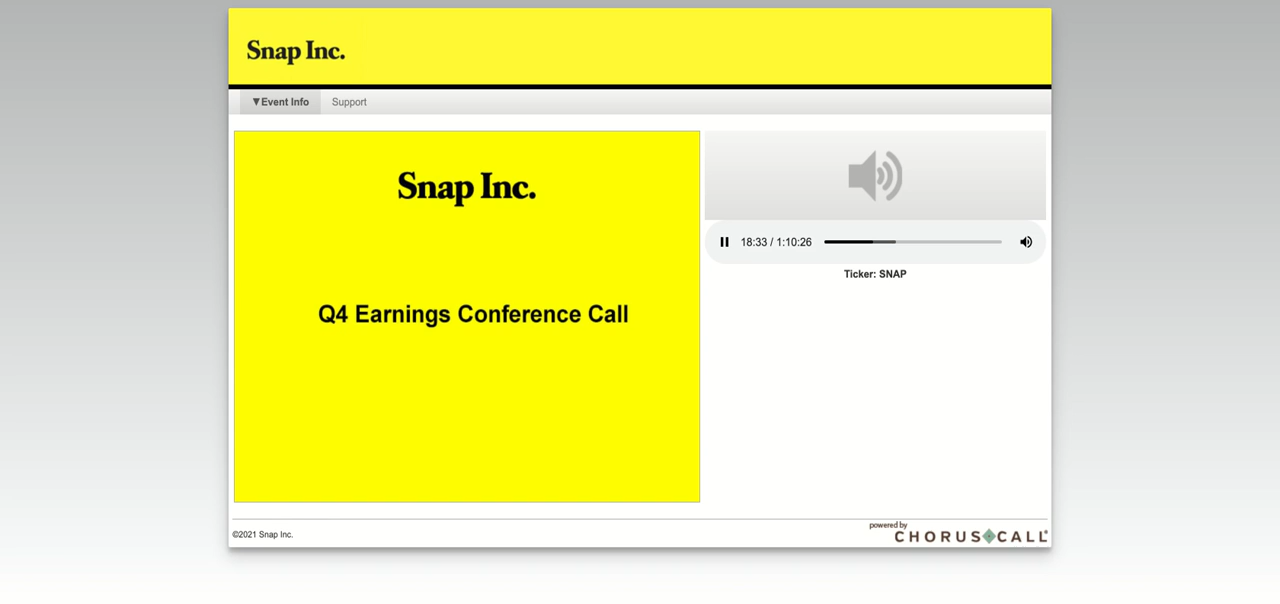 Snap Inc.
▼Event Info Support
Snap Inc.
Q4 Earnings Conference Call
18:33 / 1:10:26
Ticker: SNAP
©2021 Snap Inc.
powered by
CHORUS CALL®